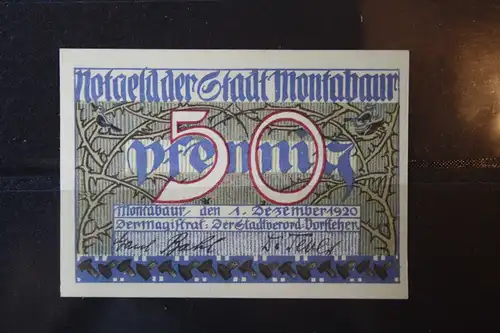 Notgeld der Stadt Montabaur
50
pfennig
Montabaur, den 1. Dezember 1920
Der Magistrat: Der Stadtverord.-Vorsteher: